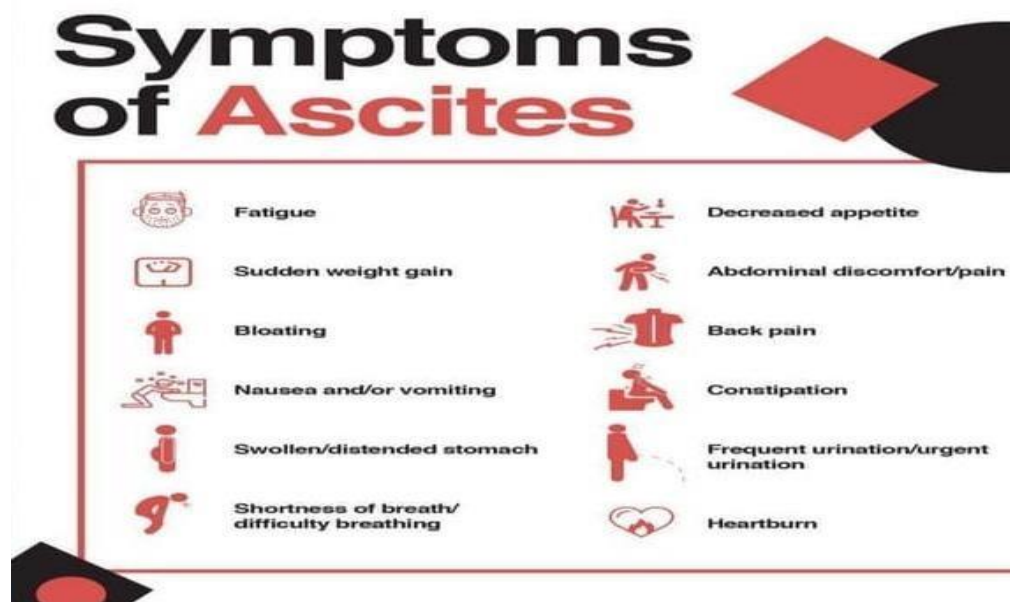 Symptoms
of Ascites
Fatigue
Sudden weight gain
Bloating
Nausea and/or vomiting
Swollen/distended stomach
Shortness of breath/
difficulty breathing
Decreased appetite
Abdominal discomfort/pain
Back pain
Constipation
Frequent urination/urgent
urination
Heartburn